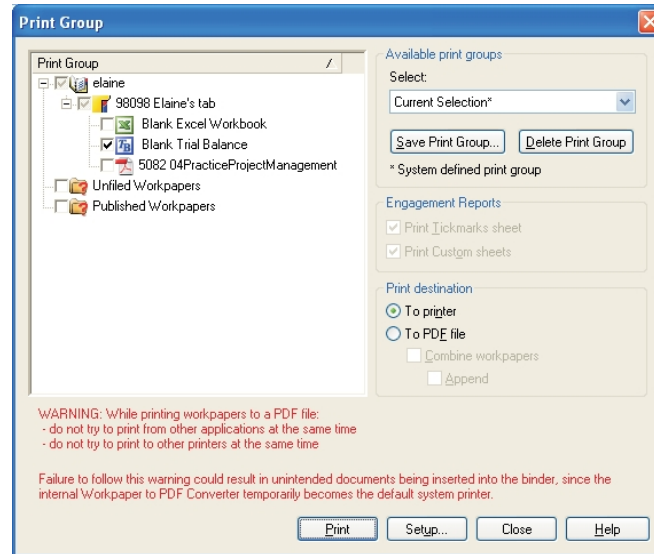 Print Group
Print Group /
elaine
98098 Elaine's tab
Blank Excel Workbook
Blank Trial Balance
5082 04PracticeProjectManagement
Unfiled Workpapers
Published Workpapers
Available print groups
Select:
Current Selection*
Save Print Group... Delete Print Group
* System defined print group
Engagement Reports
Print Tickmarks sheet
Print Custom sheets
Print destination
To printer
To PDF file
Combine workpapers
Append
WARNING: While printing workpapers to a PDF file:
- do not try to print from other applications at the same time
- do not try to print to other printers at the same time
Failure to follow this warning could result in unintended documents being inserted into the binder, since the
internal Workpaper to PDF Converter temporarily becomes the default system printer.
Print Setup... Close Help